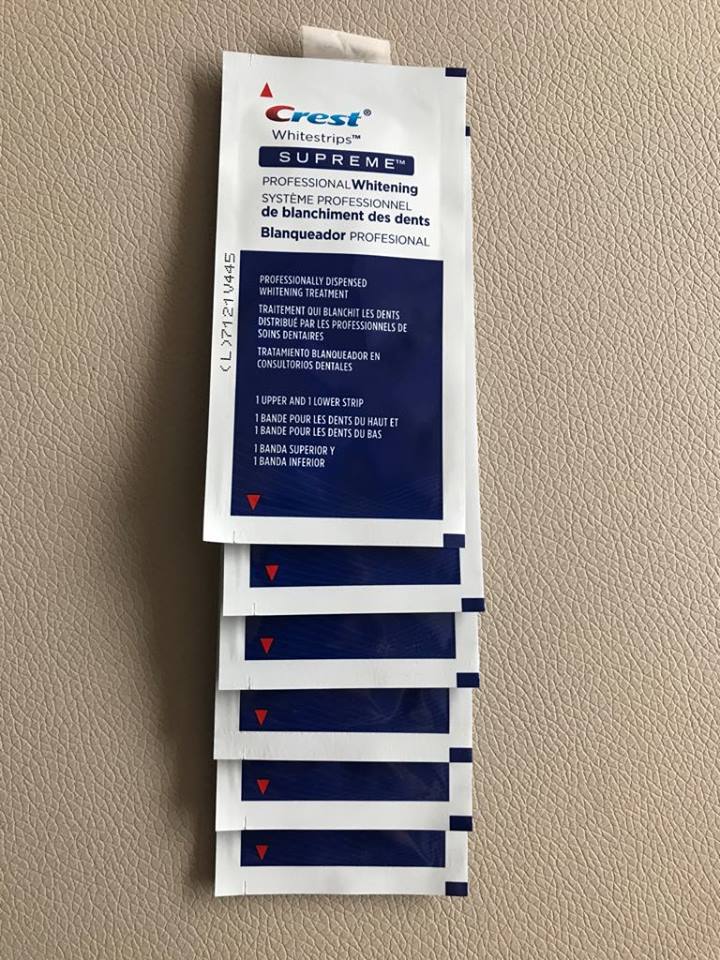 Crest®
Whitestrips™
SUPREME™
PROFESSIONAL Whitening
SYSTÈME PROFESSIONNEL
de blanchiment des dents
Blanqueador PROFESIONAL
PROFESSIONALLY DISPENSED
WHITENING TREATMENT
TRAITEMENT QUI BLANCHIT LES DENTS
DISTRIBUÉ PAR LES PROFESSIONNELS DE
SOINS DENTAIRES
TRATAMIENTO BLANQUEADOR EN
CONSULTORIOS DENTALES
1 UPPER AND 1 LOWER STRIP
1 BANDE POUR LES DENTS DU HAUT ET
1 BANDE POUR LES DENTS DU BAS
1 BANDA SUPERIOR Y
1 BANDA INFERIOR
(L)7121V445